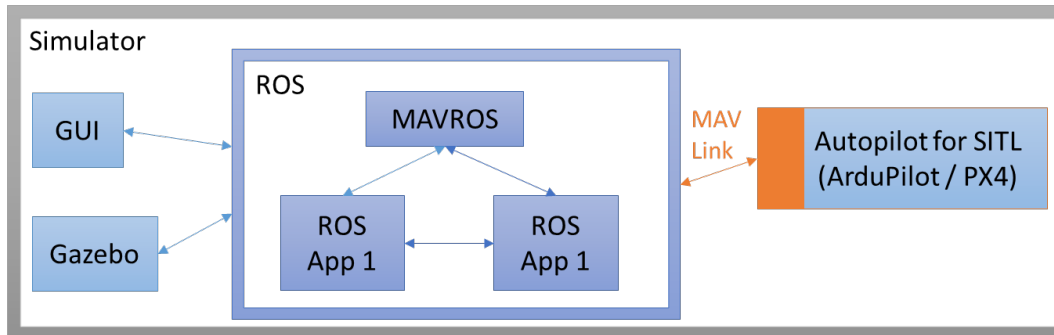 Simulator
ROS
GUI
MAVROS
MAV
Link
Autopilot for SITL
(ArduPilot / PX4)
Gazebo
ROS
App 1
ROS
App 1